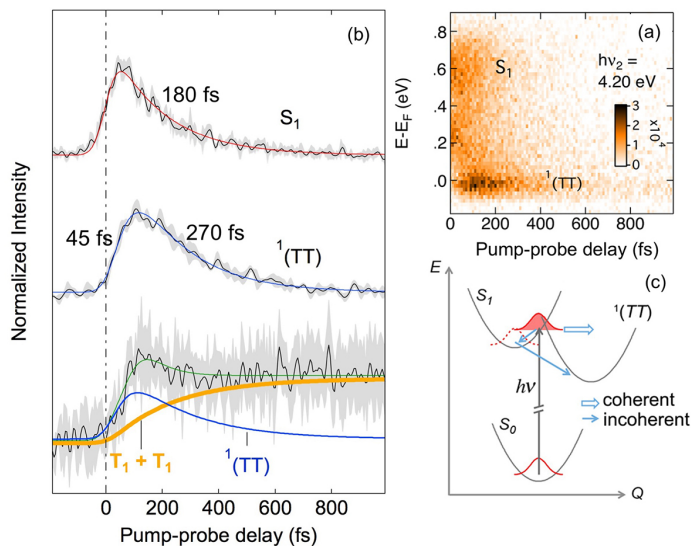 (b)
180 fs
S1
45 fs
270 fs
1(TT)
T1 + T1
1(TT)
Normalized Intensity
0
200
400
600
800
Pump-probe delay (fs)
(a)
S1
hν2 =
4.20 eV
3
2
1
0
x10^4
1(TT)
.8
.6
.4
.2
.0
E-EF (eV)
0
200
400
600
800
Pump-probe delay (fs)
(c)
E
S1
1(TT)
hν
coherent
incoherent
S0
Q